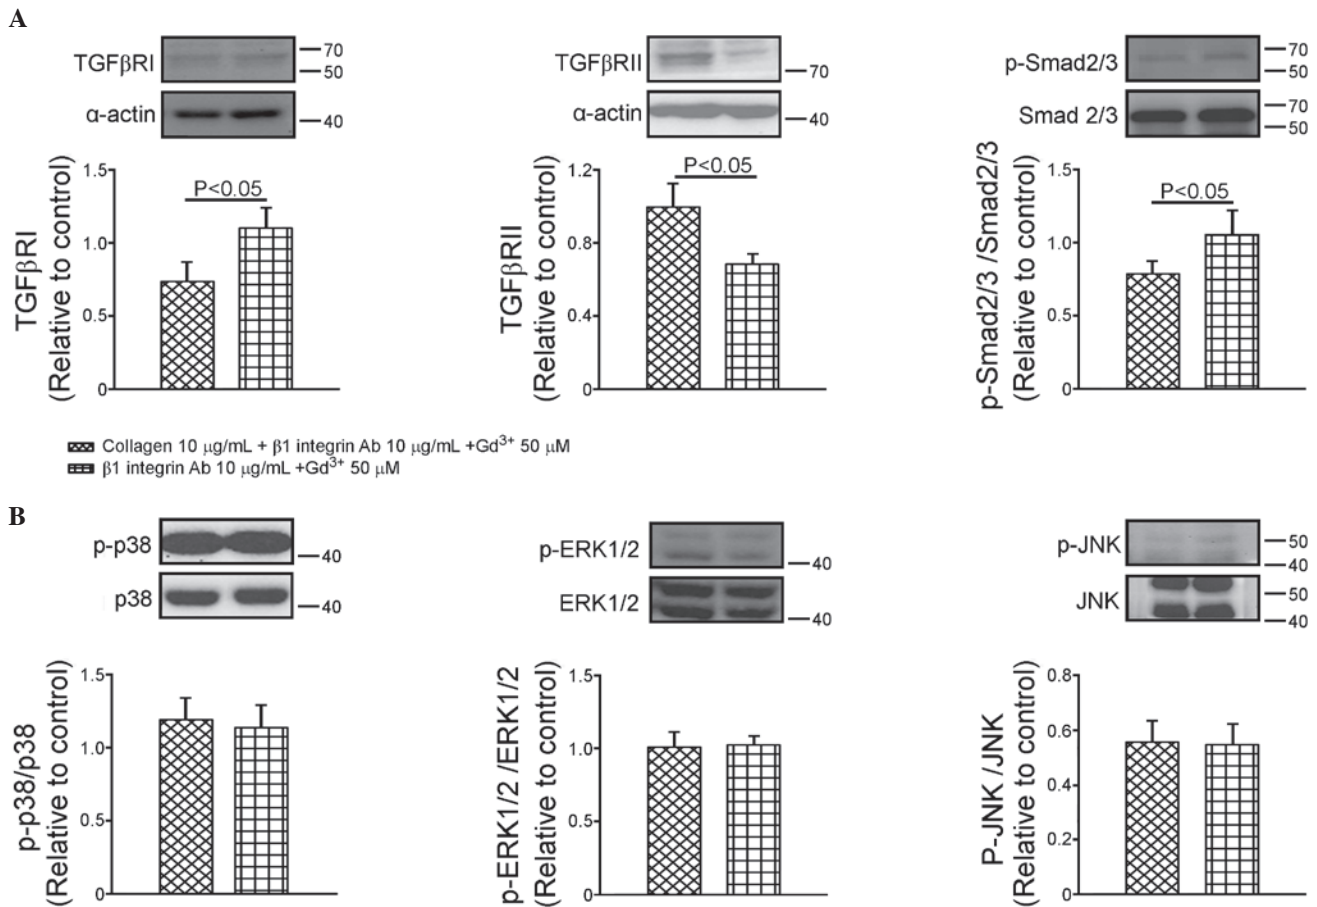 A
TGFβRI
70
50
α-actin
40
TGFβRII
70
α-actin
40
p-Smad2/3
70
50
Smad 2/3
70
50
TGFβRI
(Relative to control)
1.5
1.0
0.5
0
P<0.05
TGFβRII
(Relative to control)
1.2
0.8
0.4
0
P<0.05
p-Smad2/3 /Smad2/3
(Relative to control)
1.5
1.0
0.5
0
P<0.05
Collagen 10 μg/mL + β1 integrin Ab 10 μg/mL +Gd³⁺ 50 μM
β1 integrin Ab 10 μg/mL +Gd³⁺ 50 μM
B
p-p38
40
p38
40
p-ERK1/2
40
ERK1/2
40
p-JNK
50
40
JNK
50
40
p-p38/p38
(Relative to control)
1.5
1.0
0.5
0
p-ERK1/2 /ERK1/2
(Relative to control)
1.5
1.0
0.5
0
P-JNK /JNK
(Relative to control)
0.8
0.6
0.4
0.2
0